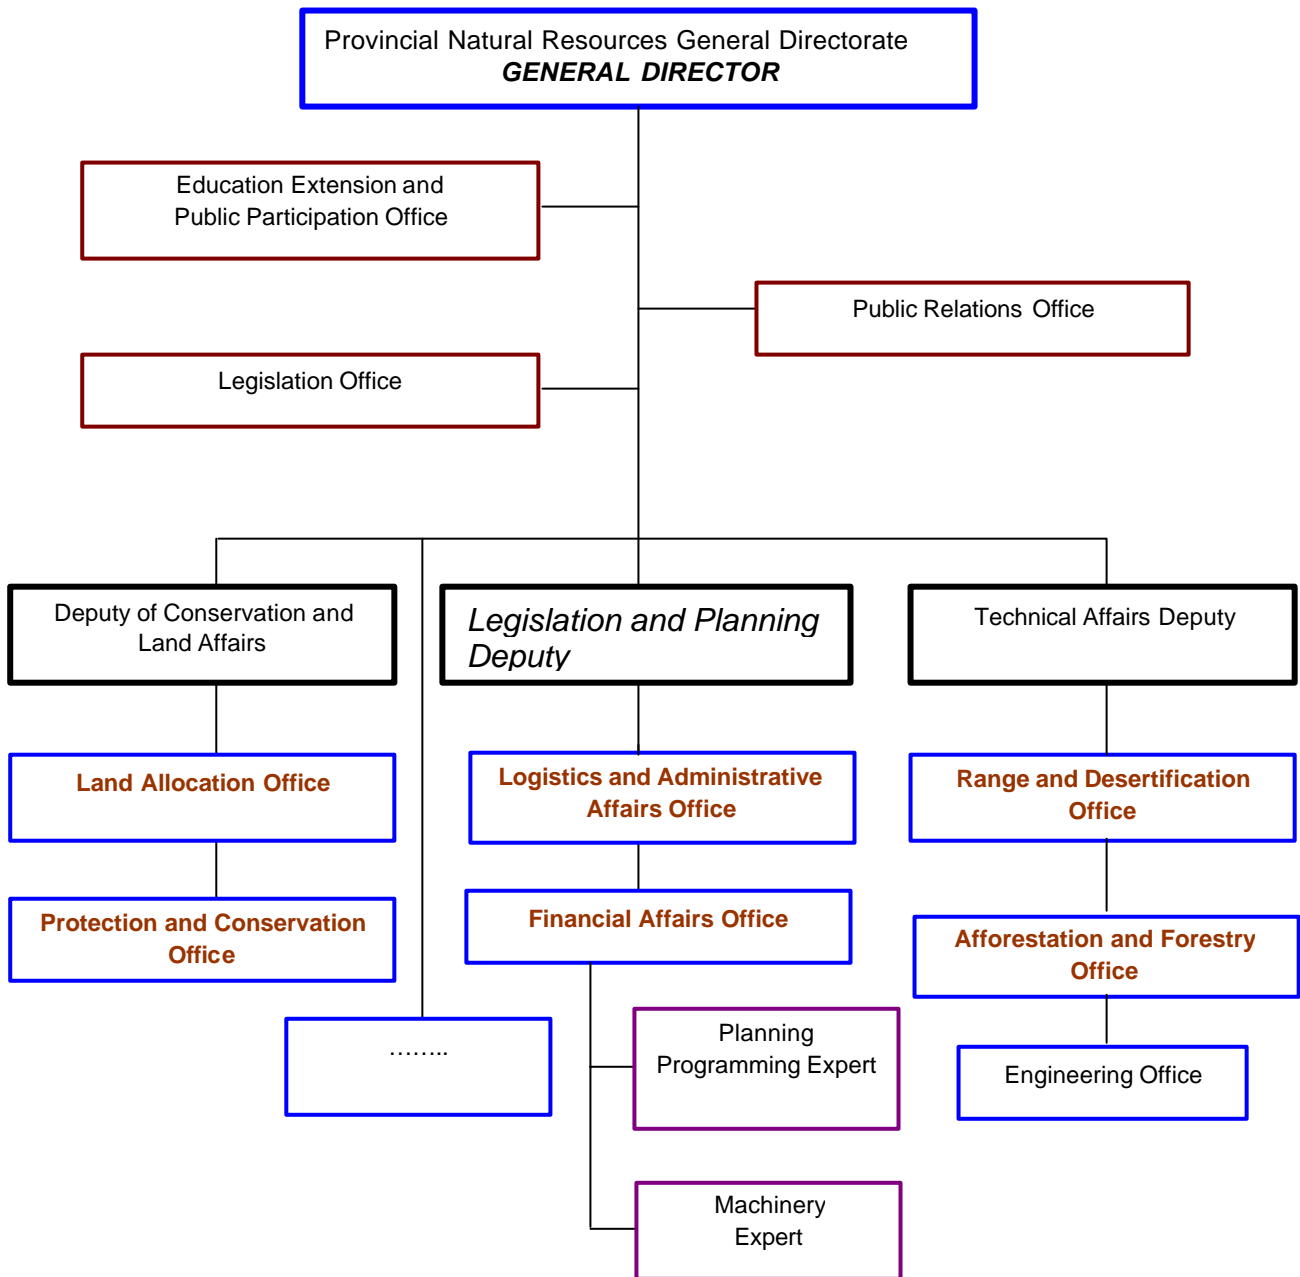 Provincial Natural Resources General Directorate
GENERAL DIRECTOR
Education Extension and
Public Participation Office
Public Relations Office
Legislation Office
Deputy of Conservation and
Land Affairs
Legislation and Planning
Deputy
Technical Affairs Deputy
Land Allocation Office
Logistics and Administrative
Affairs Office
Range and Desertification
Office
Protection and Conservation
Office
Financial Affairs Office
Afforestation and Forestry
Office
……..
Planning
Programming Expert
Engineering Office
Machinery
Expert